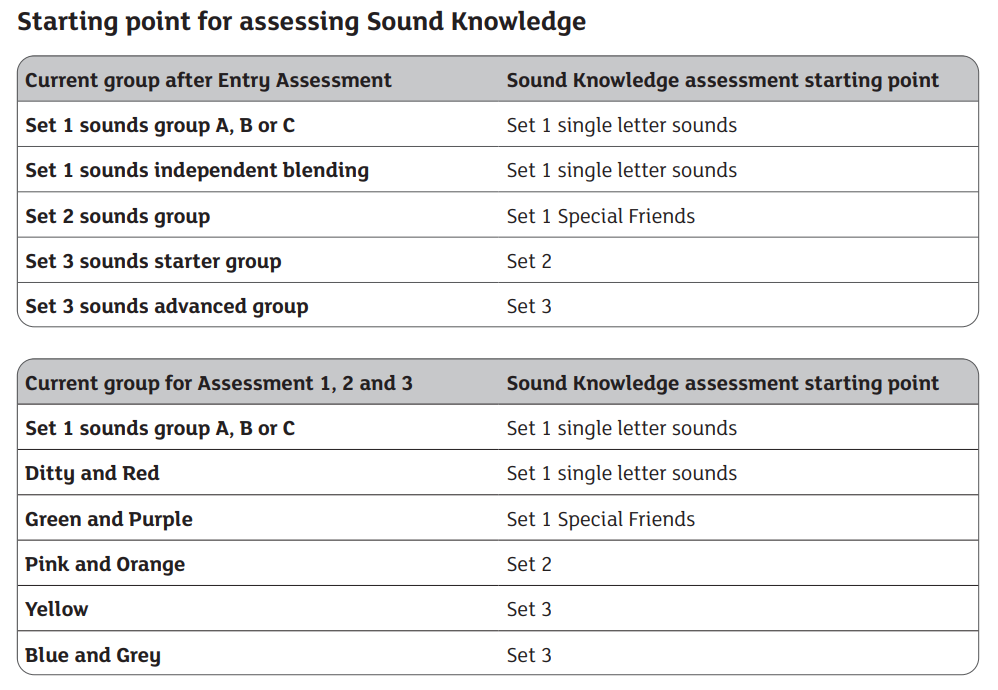 Starting point for assessing Sound Knowledge
Current group after Entry Assessment Sound Knowledge assessment starting point
Set 1 sounds group A, B or C Set 1 single letter sounds
Set 1 sounds independent blending Set 1 single letter sounds
Set 2 sounds group Set 1 Special Friends
Set 3 sounds starter group Set 2
Set 3 sounds advanced group Set 3
Current group for Assessment 1, 2 and 3 Sound Knowledge assessment starting point
Set 1 sounds group A, B or C Set 1 single letter sounds
Ditty and Red Set 1 single letter sounds
Green and Purple Set 1 Special Friends
Pink and Orange Set 2
Yellow Set 3
Blue and Grey Set 3